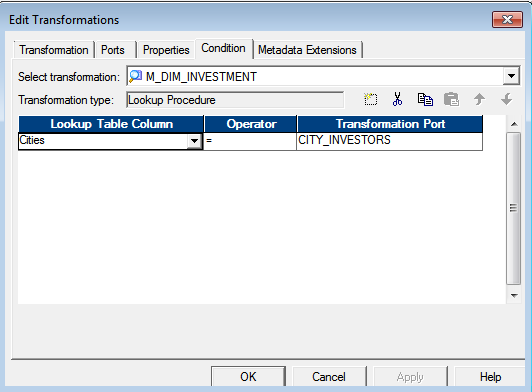 Edit Transformations
Transformation Ports Properties Condition Metadata Extensions
Select transformation: M_DIM_INVESTMENT
Transformation type: Lookup Procedure
Lookup Table Column Operator Transformation Port
Cities = CITY_INVESTORS
OK Cancel Apply Help